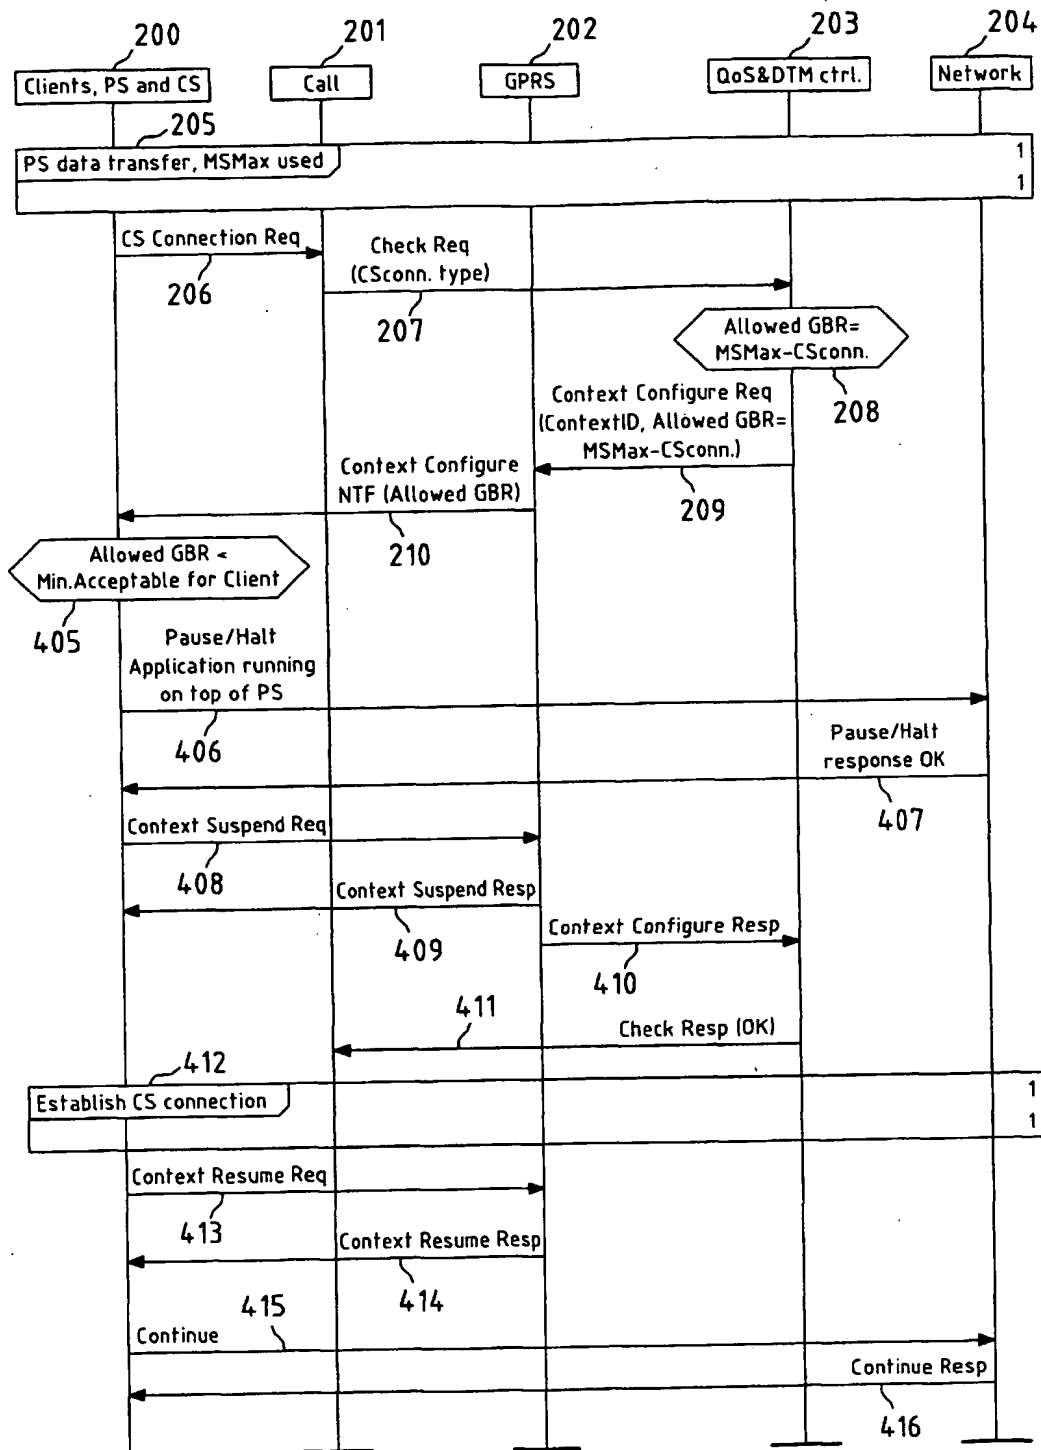 200
201
202
203
204
Clients, PS and CS
Call
GPRS
QoS&DTM ctrl.
Network
205
PS data transfer, MSMax used
1
1
CS Connection Req
206
Check Req
(CSconn. type)
207
Allowed GBR=
MSMax-CSconn.
208
Context Configure Req
(ContextID, Allowed GBR=
MSMax-CSconn.)
209
Context Configure
NTF (Allowed GBR)
210
Allowed GBR <
Min.Acceptable for Client
405
Pause/Halt
Application running
on top of PS
406
Pause/Halt
response OK
407
Context Suspend Req
408
Context Suspend Resp
409
Context Configure Resp
410
411
Check Resp (OK)
412
Establish CS connection
1
1
Context Resume Req
413
Context Resume Resp
414
415
Continue
Continue Resp
416